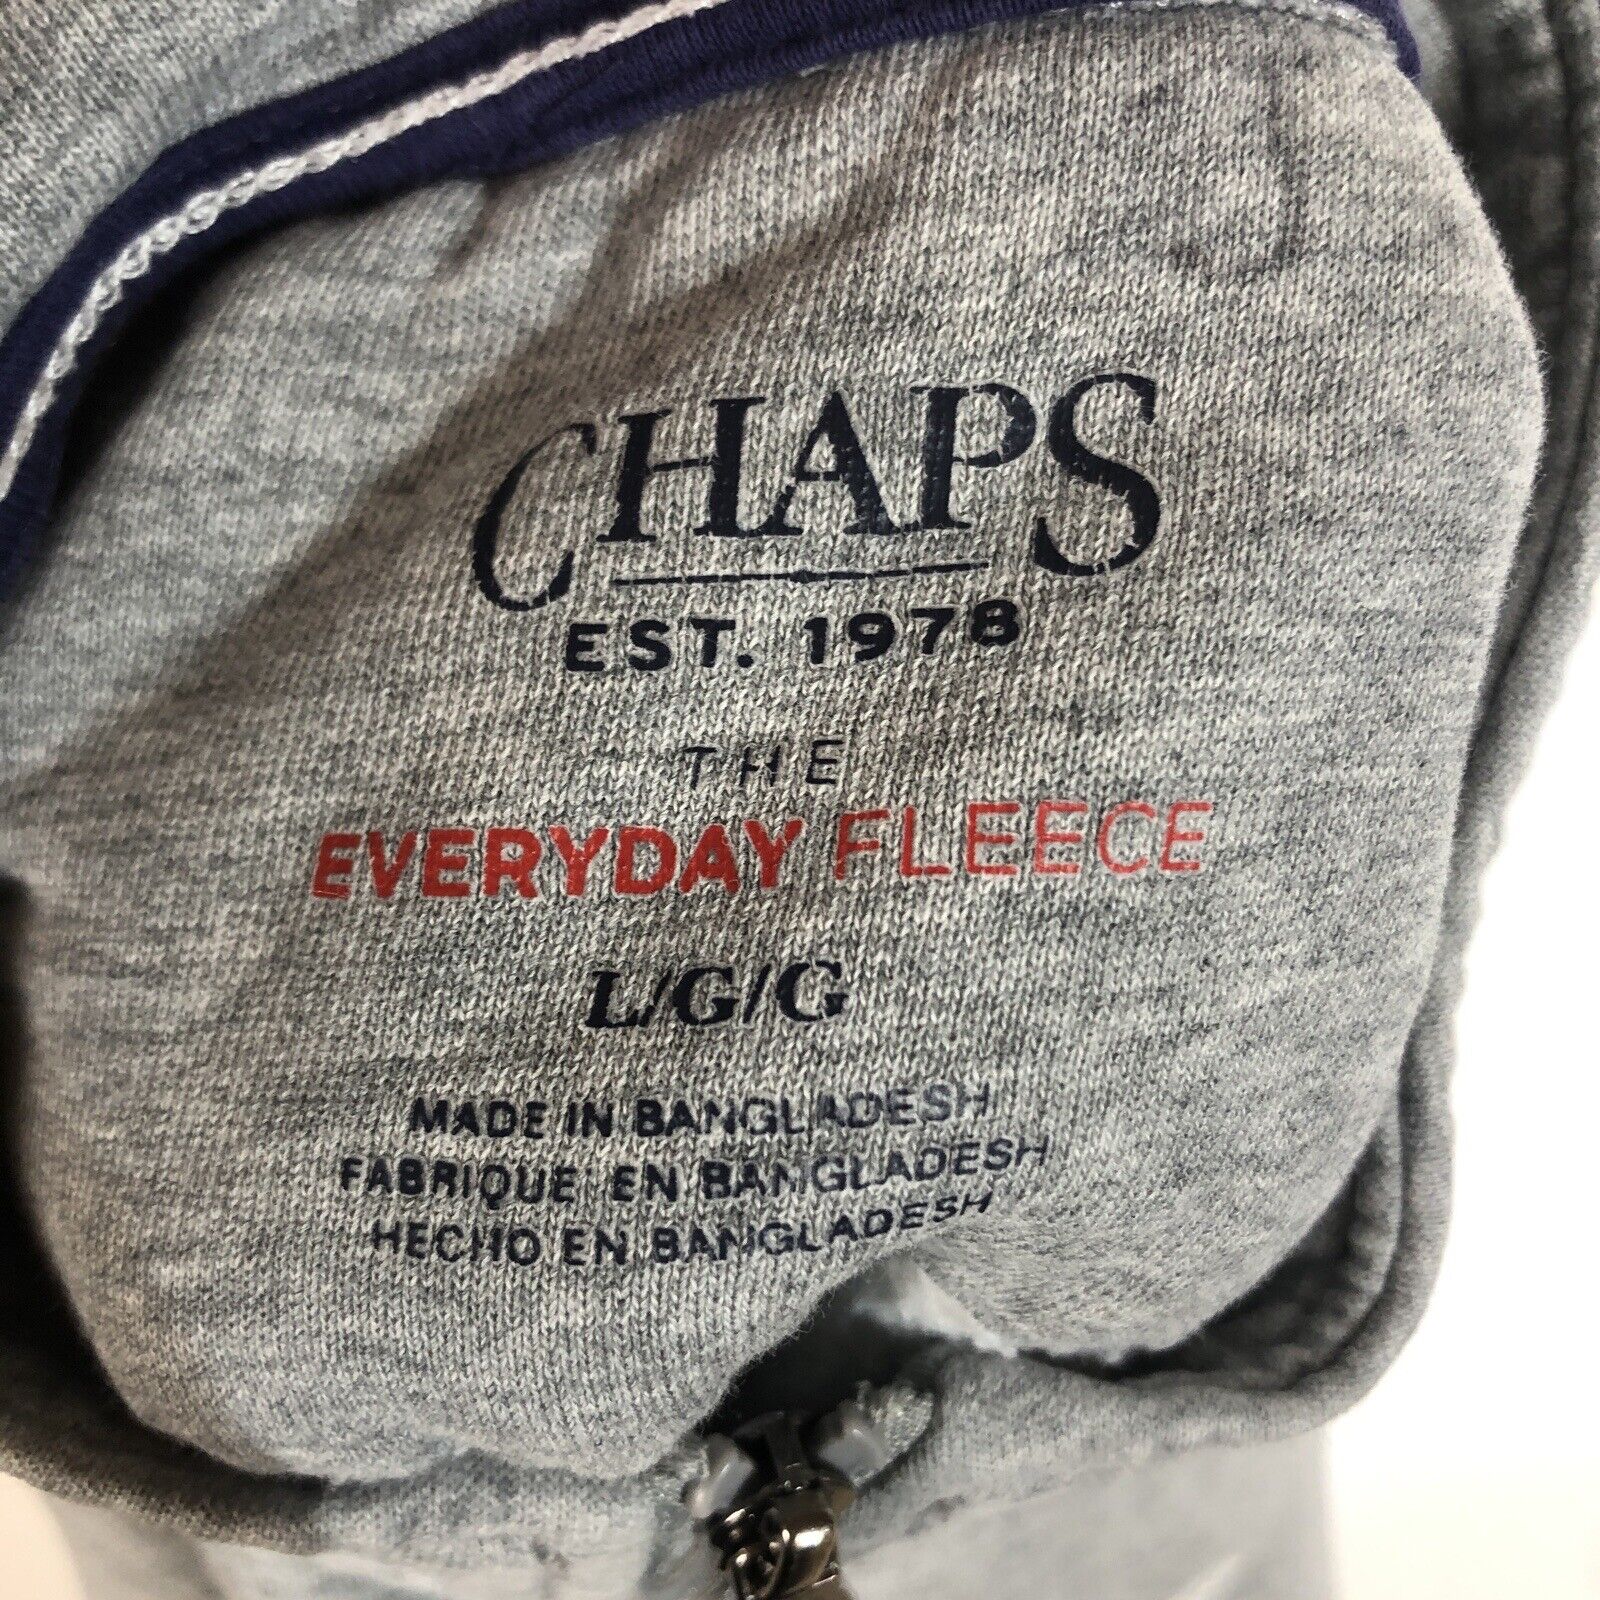 CHAPS
EST. 1978
THE
EVERYDAY FLEECE
L/G/G
MADE IN BANGLADESH
FABRIQUE EN BANGLADESH
HECHO EN BANGLADESH